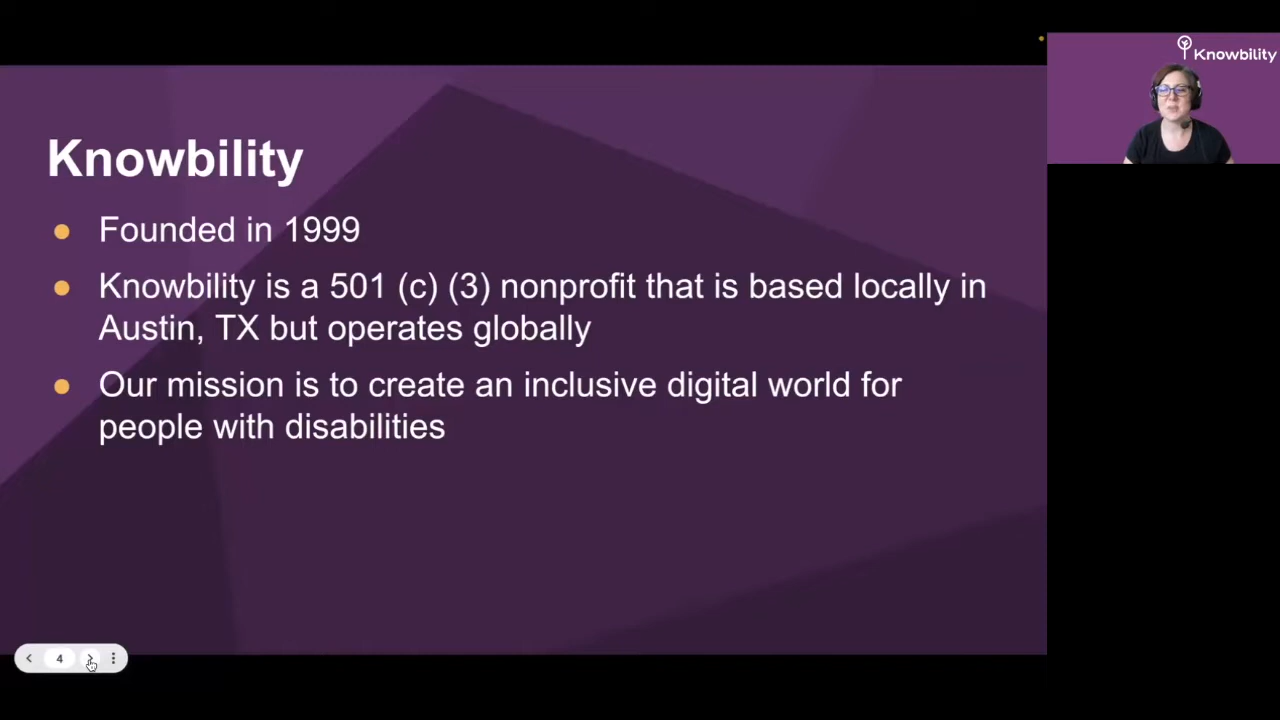 Knowbility
Knowbility
Founded in 1999
Knowbility is a 501 (c) (3) nonprofit that is based locally in
Austin, TX but operates globally
Our mission is to create an inclusive digital world for
people with disabilities
4